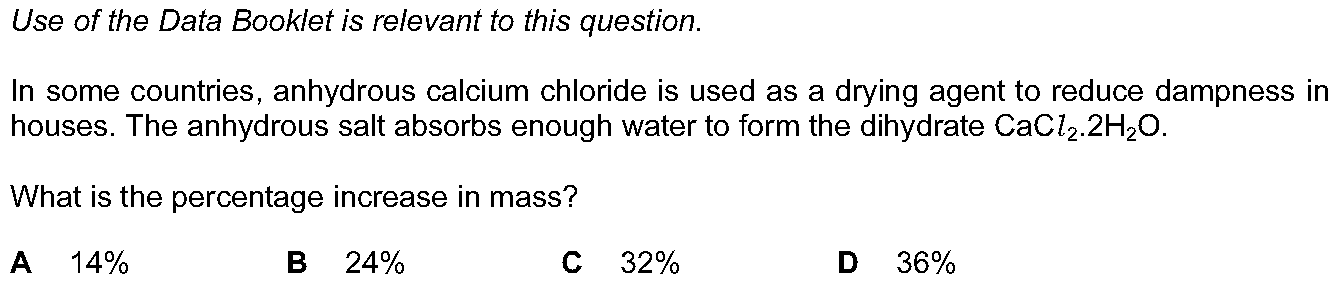 Use of the Data Booklet is relevant to this question.
In some countries, anhydrous calcium chloride is used as a drying agent to reduce dampness in
houses. The anhydrous salt absorbs enough water to form the dihydrate CaCl₂.2H₂O.
What is the percentage increase in mass?
A 14% B 24% C 32% D 36%